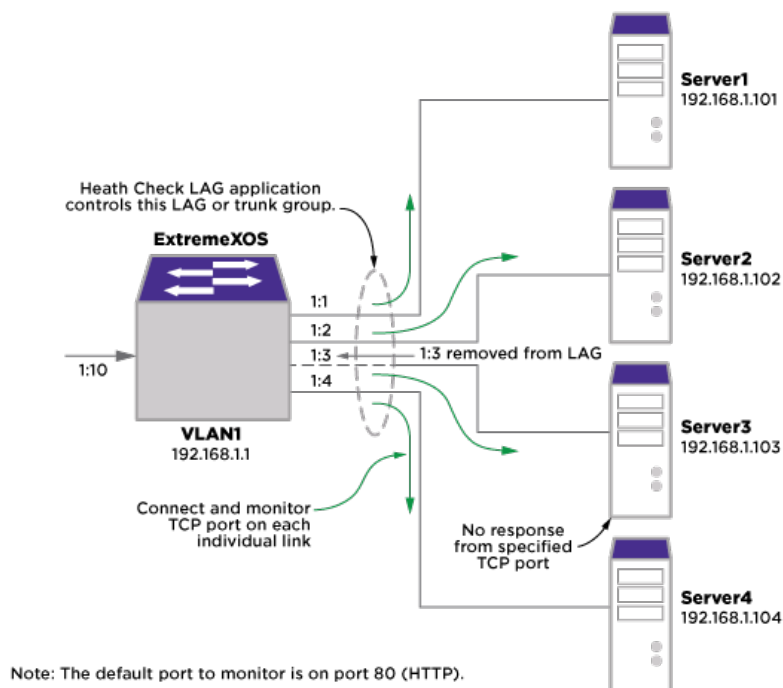 Server1
192.168.1.101
Heath Check LAG application
controls this LAG or trunk group.
ExtremeXOS
Server2
192.168.1.102
1:1
1:2
1:3
1:3 removed from LAG
1:4
1:10
VLAN1
192.168.1.1
Server3
192.168.1.103
Connect and monitor
TCP port on each
individual link
No response
from specified
TCP port
Server4
192.168.1.104
Note: The default port to monitor is on port 80 (HTTP).